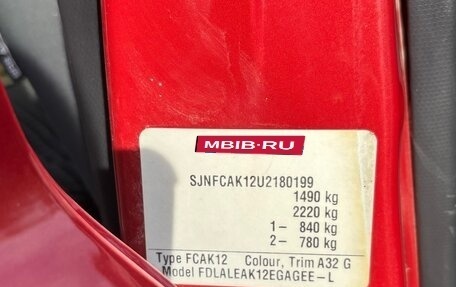 MBIB.RU
SJNFCAK12U2180199
1490 kg
2220 kg
1– 840 kg
2– 780 kg
Type FCAK12 Colour, Trim A32 G
Model FDLALEAK12EGAGEE–L